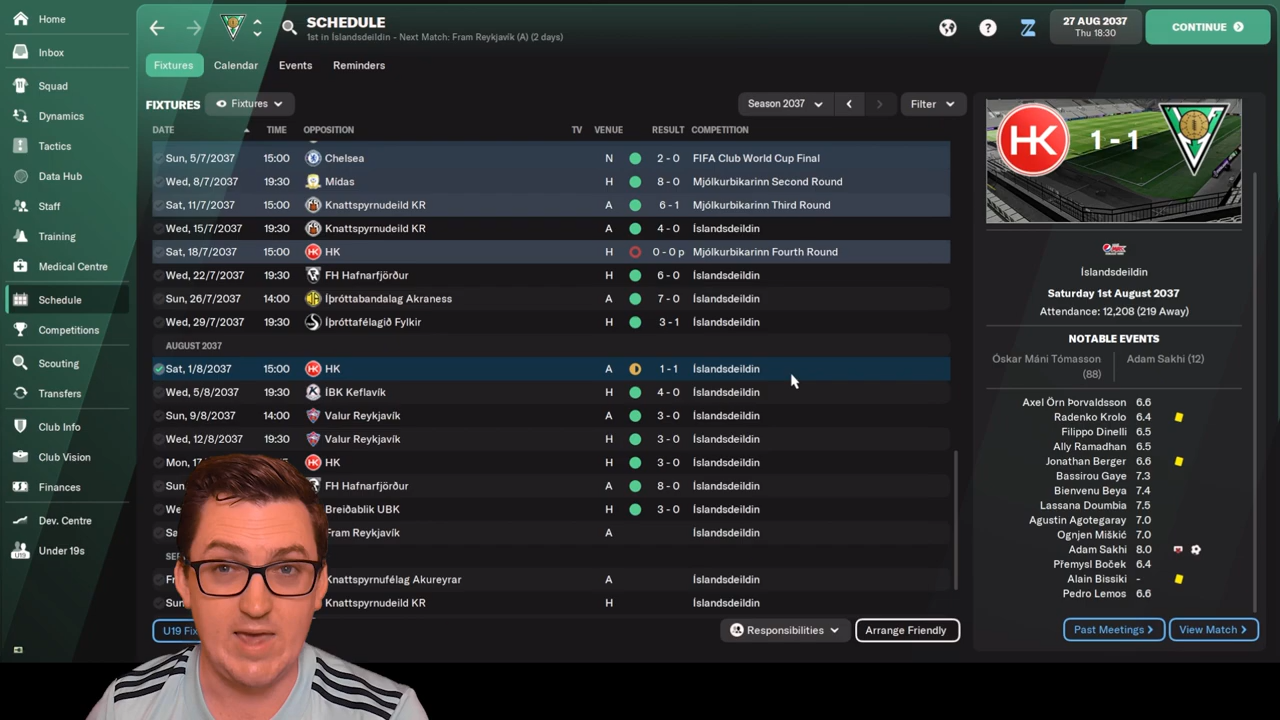 Home
Inbox
Squad
Dynamics
Tactics
Data Hub
Staff
Training
Medical Centre
Schedule
Competitions
Scouting
Transfers
Club Info
Club Vision
Finances
Dev. Centre
Under 19s
SCHEDULE
1st in Íslandsdeildin - Next Match: Fram Reykjavík (A) (2 days)
27 AUG 2037
Thu 18:30
CONTINUE
Fixtures Calendar Events Reminders
FIXTURES Fixtures Season 2037 Filter
DATE TIME OPPOSITION TV VENUE RESULT COMPETITION
Sun, 5/7/2037 15:00 Chelsea N 2 - 0 FIFA Club World Cup Final
Wed, 8/7/2037 19:30 Mídas H 8 - 0 Mjólkurbikarinn Second Round
Sat, 11/7/2037 15:00 Knattspyrnudeild KR A 6 - 1 Mjólkurbikarinn Third Round
Wed, 15/7/2037 19:30 Knattspyrnudeild KR A 4 - 0 Íslandsdeildin
Sat, 18/7/2037 15:00 HK H 0 - 0 p Mjólkurbikarinn Fourth Round
Wed, 22/7/2037 19:30 FH Hafnarfjörður H 6 - 0 Íslandsdeildin
Sun, 26/7/2037 14:00 Íþróttabandalag Akraness A 7 - 0 Íslandsdeildin
Wed, 29/7/2037 19:30 Íþróttafélagið Fylkir H 3 - 1 Íslandsdeildin
AUGUST 2037
Sat, 1/8/2037 15:00 HK A 1 - 1 Íslandsdeildin
Wed, 5/8/2037 19:30 ÍBK Keflavík H 4 - 0 Íslandsdeildin
Sun, 9/8/2037 14:00 Valur Reykjavík A 3 - 0 Íslandsdeildin
Wed, 12/8/2037 19:30 Valur Reykjavík H 3 - 0 Íslandsdeildin
Mon, HK H 3 - 0 Íslandsdeildin
Sun, FH Hafnarfjörður A 8 - 0 Íslandsdeildin
Breiðablik UBK H 3 - 0 Íslandsdeildin
Fram Reykjavík A Íslandsdeildin
Knattspyrnufélag Akureyrar A Íslandsdeildin
Knattspyrnudeild KR H Íslandsdeildin
U19 Responsibilities Arrange Friendly
HK 1 - 1
Íslandsdeildin
Saturday 1st August 2037
Attendance: 12,208 (219 Away)
NOTABLE EVENTS
Óskar Máni Tómasson (88)
Adam Sakhi (12)
Axel Örn Þorvaldsson 6.6
Radenko Krolo 6.4
Filippo Dinelli 6.5
Ally Ramadhan 6.5
Jonathan Berger 6.6
Bassirou Gaye 7.3
Bienvenu Beya 7.4
Lassana Doumbia 7.5
Agustin Agotegaray 7.0
Ognjen Miškić 7.0
Adam Sakhi 8.0
Přemysl Boček 6.4
Alain Bissiki -
Pedro Lemos 6.6
Past Meetings View Match